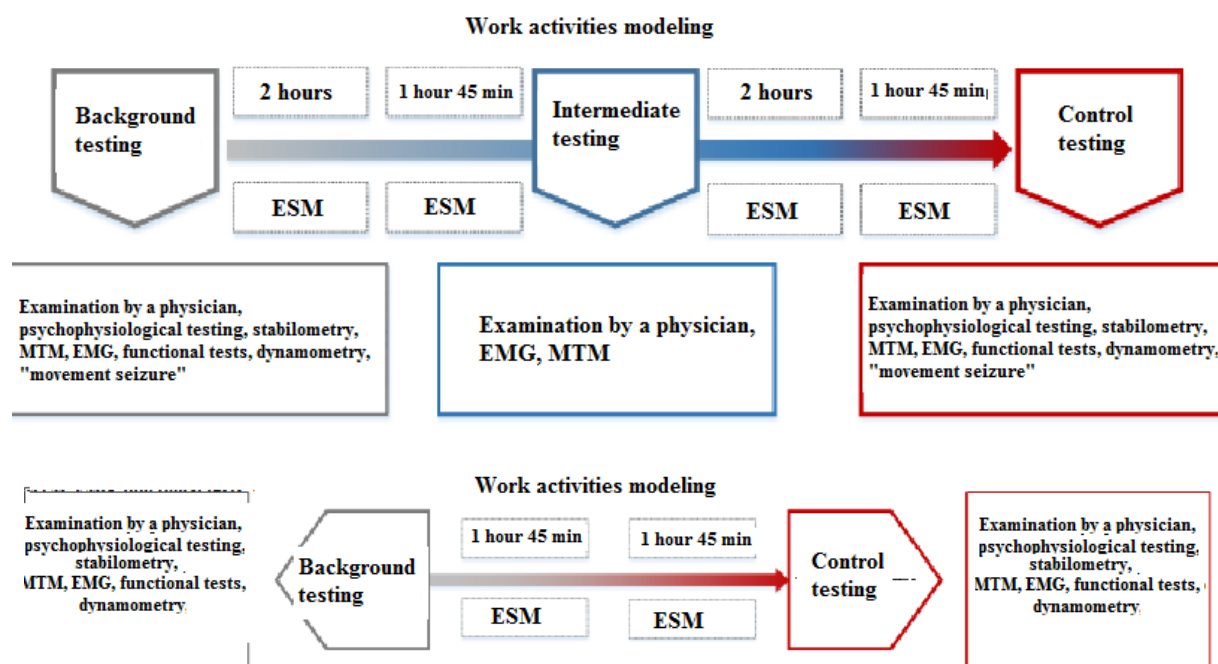 Work activities modeling
Background
testing
2 hours
1 hour 45 min
Intermediate
testing
2 hours
1 hour 45 min
Control
testing
ESM
ESM
ESM
ESM
Examination by a physician,
psychophysiological testing, stabilometry,
MTM, EMG, functional tests, dynamometry,
"movement seizure"
Examination by a physician,
EMG, MTM
Examination by a physician,
psychophysiological testing, stabilometry,
MTM, EMG, functional tests, dynamometry,
"movement seizure"
Work activities modeling
Examination by a physician,
psychophysiological testing,
stabilometry,
MTM, EMG, functional tests,
dynamometry
Background
testing
1 hour 45 min
1 hour 45 min
ESM
ESM
Control
testing
Examination by a physician,
psychophysiological testing,
stabilometry,
MTM, EMG, functional tests,
dynamometry